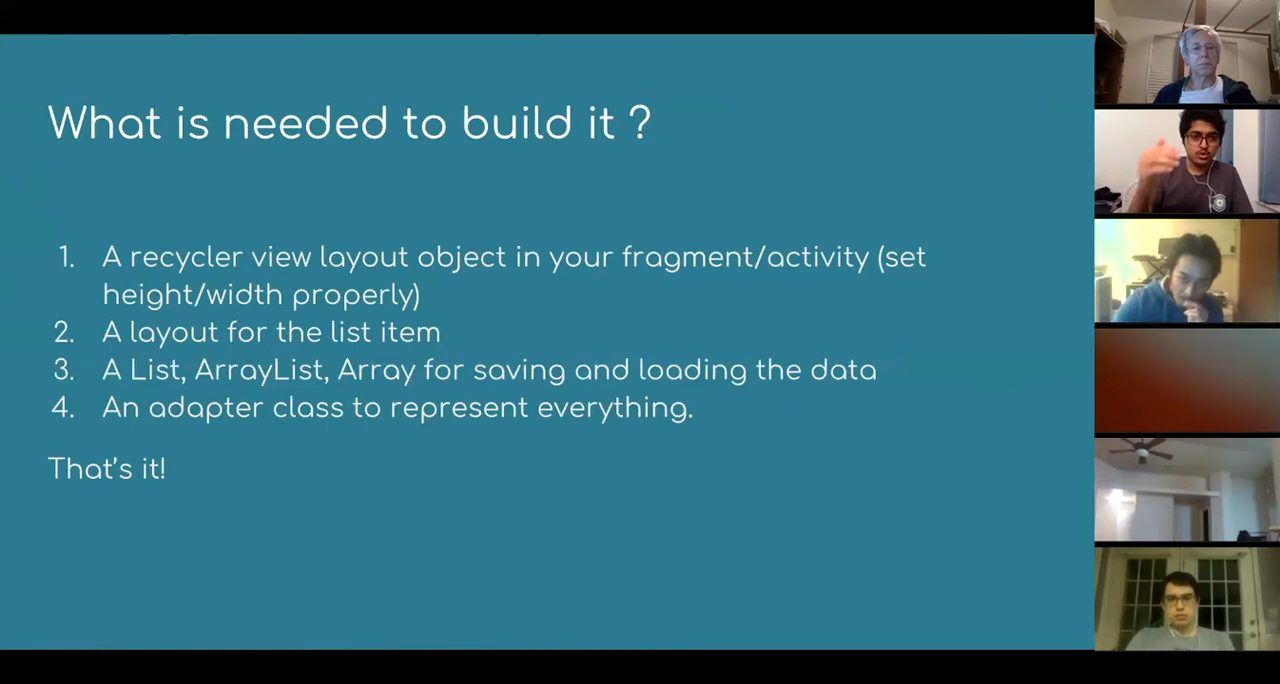 What is needed to build it ?
1. A recycler view layout object in your fragment/activity (set
height/width properly)
2. A layout for the list item
3. A List, ArrayList, Array for saving and loading the data
4. An adapter class to represent everything.
That's it!